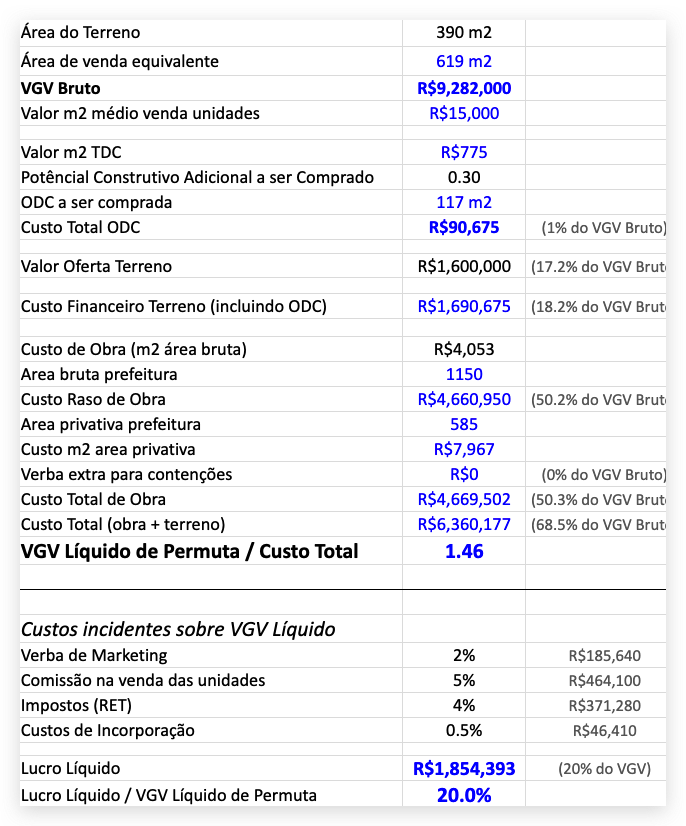 Área do Terreno 390 m2
Área de venda equivalente 619 m2
VGV Bruto R$9,282,000
Valor m2 médio venda unidades R$15,000
Valor m2 TDC R$775
Potêncial Construtivo Adicional a ser Comprado 0.30
ODC a ser comprada 117 m2
Custo Total ODC R$90,675 (1% do VGV Bruto)
Valor Oferta Terreno R$1,600,000 (17.2% do VGV Brut
Custo Financeiro Terreno (incluindo ODC) R$1,690,675 (18.2% do VGV Brut
Custo de Obra (m2 área bruta) R$4,053
Area bruta prefeitura 1150
Custo Raso de Obra R$4,660,950 (50.2% do VGV Brut
Area privativa prefeitura 585
Custo m2 area privativa R$7,967
Verba extra para contenções R$0 (0% do VGV Bruto)
Custo Total de Obra R$4,669,502 (50.3% do VGV Brut
Custo Total (obra + terreno) R$6,360,177 (68.5% do VGV Brut
VGV Líquido de Permuta / Custo Total 1.46
Custos incidentes sobre VGV Líquido
Verba de Marketing 2% R$185,640
Comissão na venda das unidades 5% R$464,100
Impostos (RET) 4% R$371,280
Custos de Incorporação 0.5% R$46,410
Lucro Líquido R$1,854,393 (20% do VGV)
Lucro Líquido / VGV Líquido de Permuta 20.0%